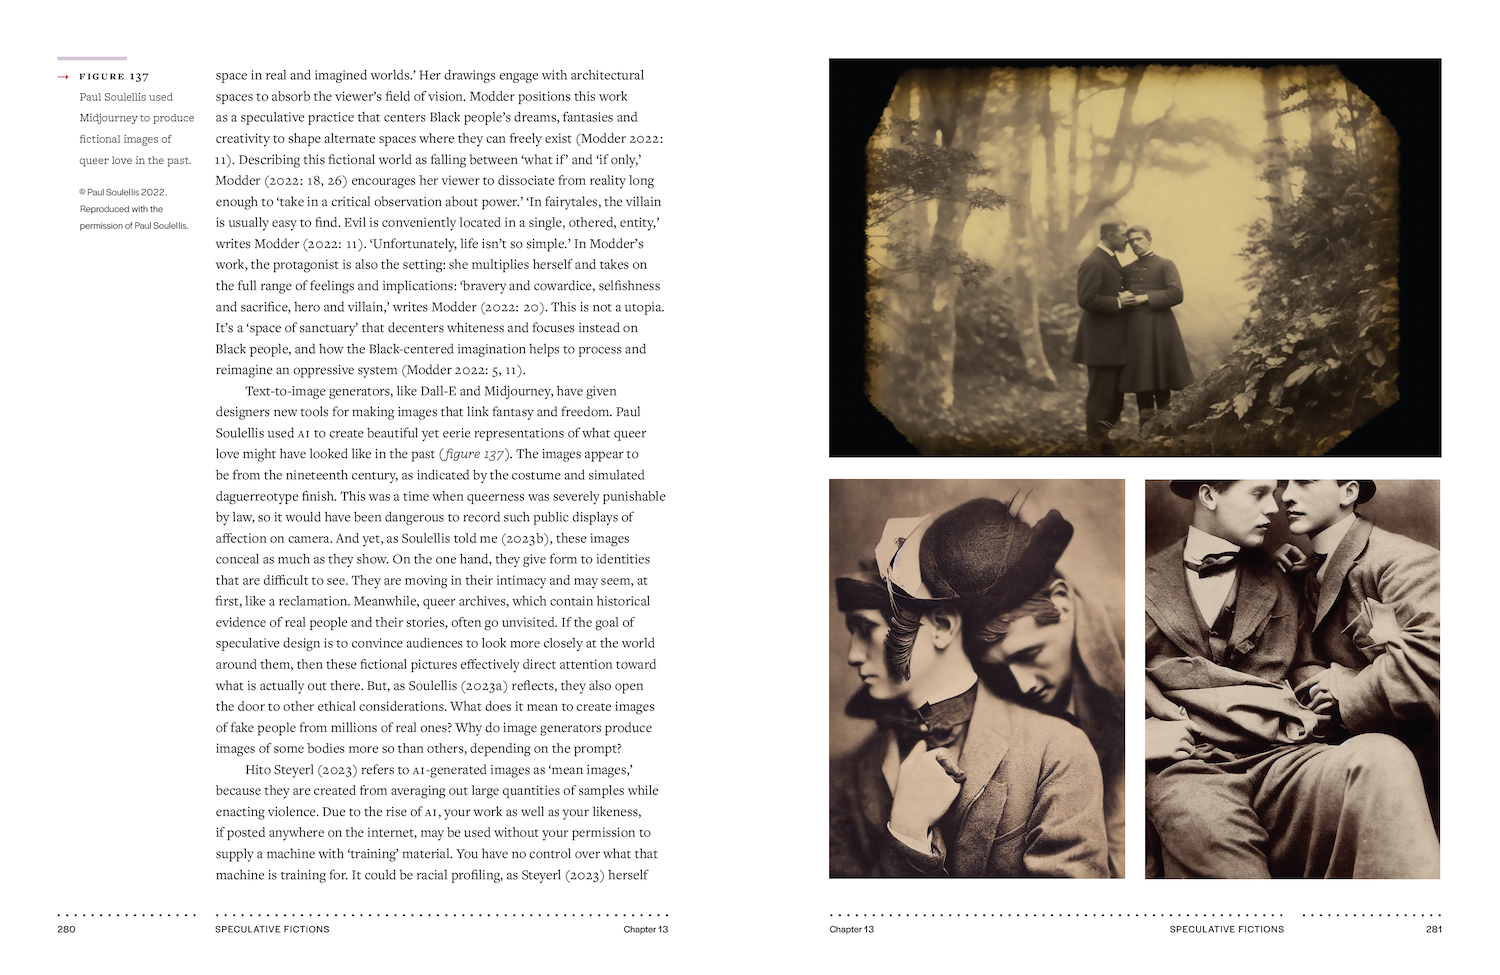 → FIGURE 137
Paul Soulellis used
Midjourney to produce
fictional images of
queer love in the past.
© Paul Soulellis 2022.
Reproduced with the
permission of Paul Soulellis.
space in real and imagined worlds.’ Her drawings engage with architectural
spaces to absorb the viewer’s field of vision. Modder positions this work
as a speculative practice that centers Black people’s dreams, fantasies and
creativity to shape alternate spaces where they can freely exist (Modder 2022:
11). Describing this fictional world as falling between ‘what if’ and ‘if only,’
Modder (2022: 18, 26) encourages her viewer to dissociate from reality long
enough to ‘take in a critical observation about power.’ ‘In fairytales, the villain
is usually easy to find. Evil is conveniently located in a single, othered, entity,’
writes Modder (2022: 11). ‘Unfortunately, life isn’t so simple.’ In Modder’s
work, the protagonist is also the setting: she multiplies herself and takes on
the full range of feelings and implications: ‘bravery and cowardice, selfishness
and sacrifice, hero and villain,’ writes Modder (2022: 20). This is not a utopia.
It’s a ‘space of sanctuary’ that decenters whiteness and focuses instead on
Black people, and how the Black-centered imagination helps to process and
reimagine an oppressive system (Modder 2022: 5, 11).
Text-to-image generators, like Dall-E and Midjourney, have given
designers new tools for making images that link fantasy and freedom. Paul
Soulellis used AI to create beautiful yet eerie representations of what queer
love might have looked like in the past (figure 137). The images appear to
be from the nineteenth century, as indicated by the costume and simulated
daguerreotype finish. This was a time when queerness was severely punishable
by law, so it would have been dangerous to record such public displays of
affection on camera. And yet, as Soulellis told me (2023b), these images
conceal as much as they show. On the one hand, they give form to identities
that are difficult to see. They are moving in their intimacy and may seem, at
first, like a reclamation. Meanwhile, queer archives, which contain historical
evidence of real people and their stories, often go unvisited. If the goal of
speculative design is to convince audiences to look more closely at the world
around them, then these fictional pictures effectively direct attention toward
what is actually out there. But, as Soulellis (2023a) reflects, they also open
the door to other ethical considerations. What does it mean to create images
of fake people from millions of real ones? Why do image generators produce
images of some bodies more so than others, depending on the prompt?
Hito Steyerl (2023) refers to AI-generated images as ‘mean images,’
because they are created from averaging out large quantities of samples while
enacting violence. Due to the rise of AI, your work as well as your likeness,
if posted anywhere on the internet, may be used without your permission to
supply a machine with ‘training’ material. You have no control over what that
machine is training for. It could be racial profiling, as Steyerl (2023) herself
280 SPECULATIVE FICTIONS Chapter 13
Chapter 13 SPECULATIVE FICTIONS 281